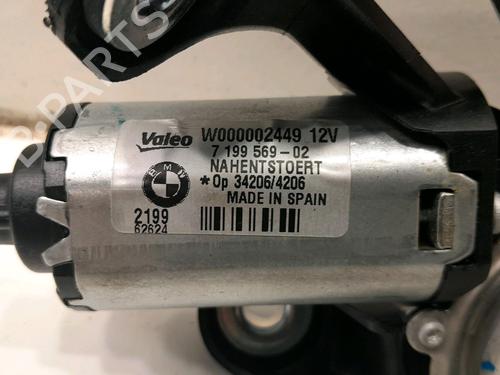 B-PARTS
Valeo W000002449 12V
7 199 569-02
NAHENTSTOERT
*Op 34206/4206
MADE IN SPAIN
BMW
2199
62624